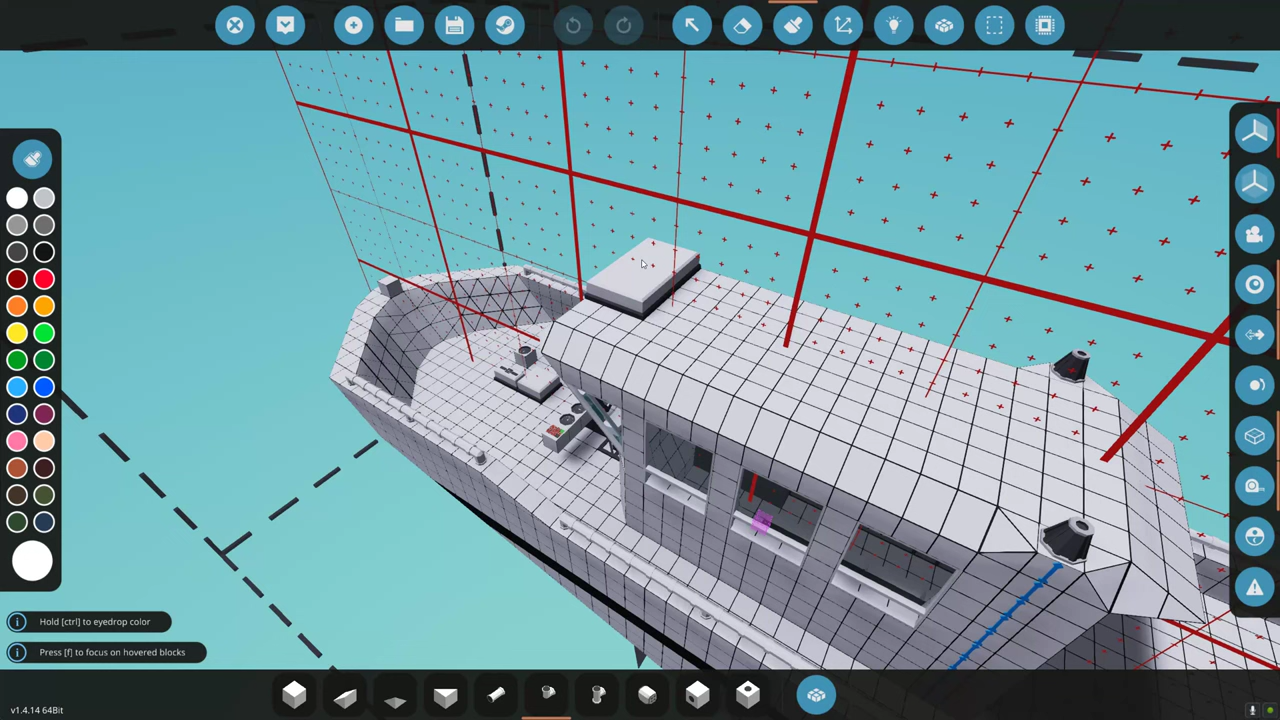 Hold [ctrl] to eyedrop color
Press [f] to focus on hovered blocks
v1.4.14 64Bit